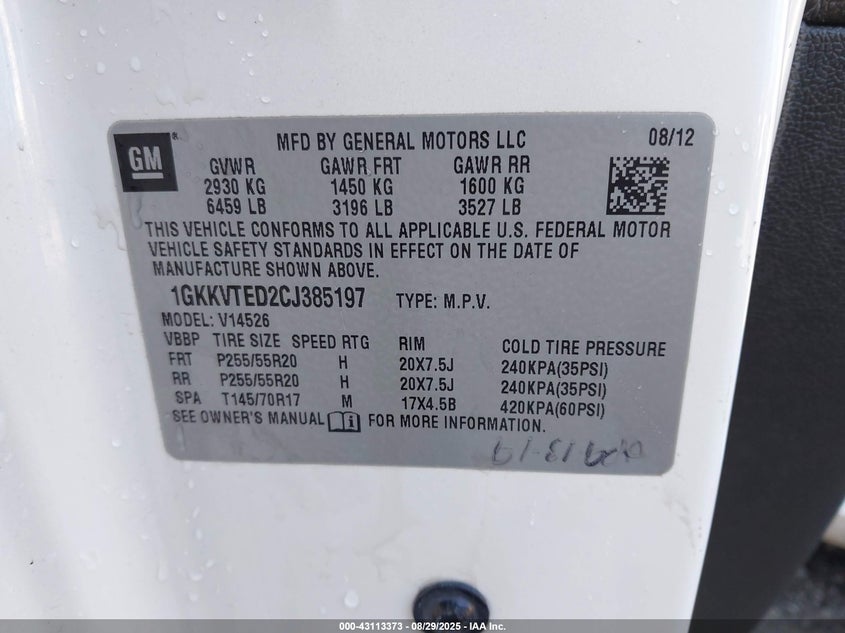 GM
®
MFD BY GENERAL MOTORS LLC 08/12
GVWR GAWR FRT GAWR RR
2930 KG 1450 KG 1600 KG
6459 LB 3196 LB 3527 LB
THIS VEHICLE CONFORMS TO ALL APPLICABLE U.S. FEDERAL MOTOR
VEHICLE SAFETY STANDARDS IN EFFECT ON THE DATE OF
MANUFACTURE SHOWN ABOVE.
1GKKVTED2CJ385197 TYPE: M.P.V.
MODEL: V14526
VBBP TIRE SIZE SPEED RTG RIM COLD TIRE PRESSURE
FRT P255/55R20 H 20X7.5J 240KPA(35PSI)
RR P255/55R20 H 20X7.5J 240KPA(35PSI)
SPA T145/70R17 M 17X4.5B 420KPA(60PSI)
SEE OWNER'S MANUAL FOR MORE INFORMATION.
000-43113373 - 08/29/2025 - IAA Inc.